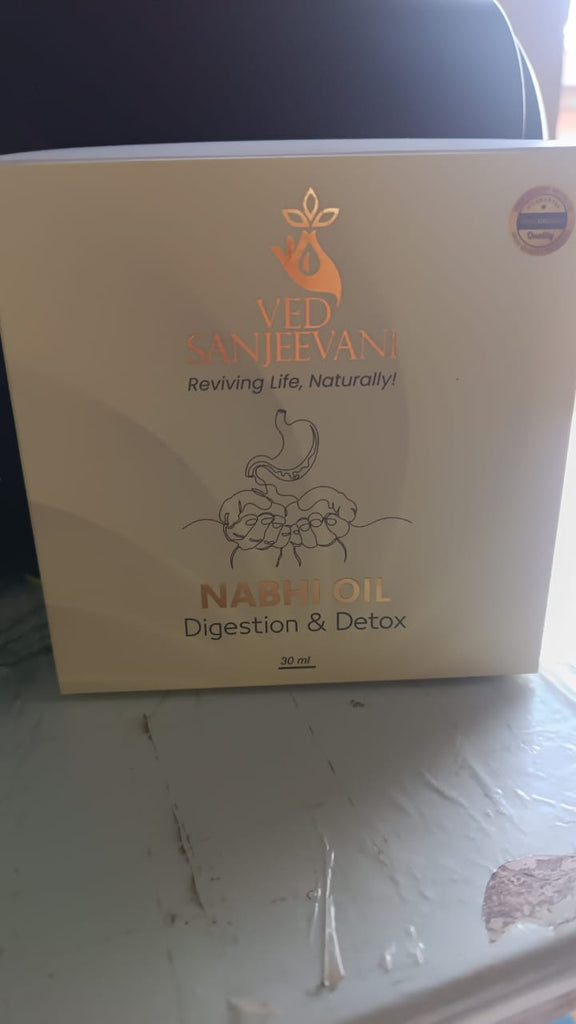 VED
SANJEEVANI
Reviving Life, Naturally!
NABHI OIL
Digestion & Detox
30 ml
Quality